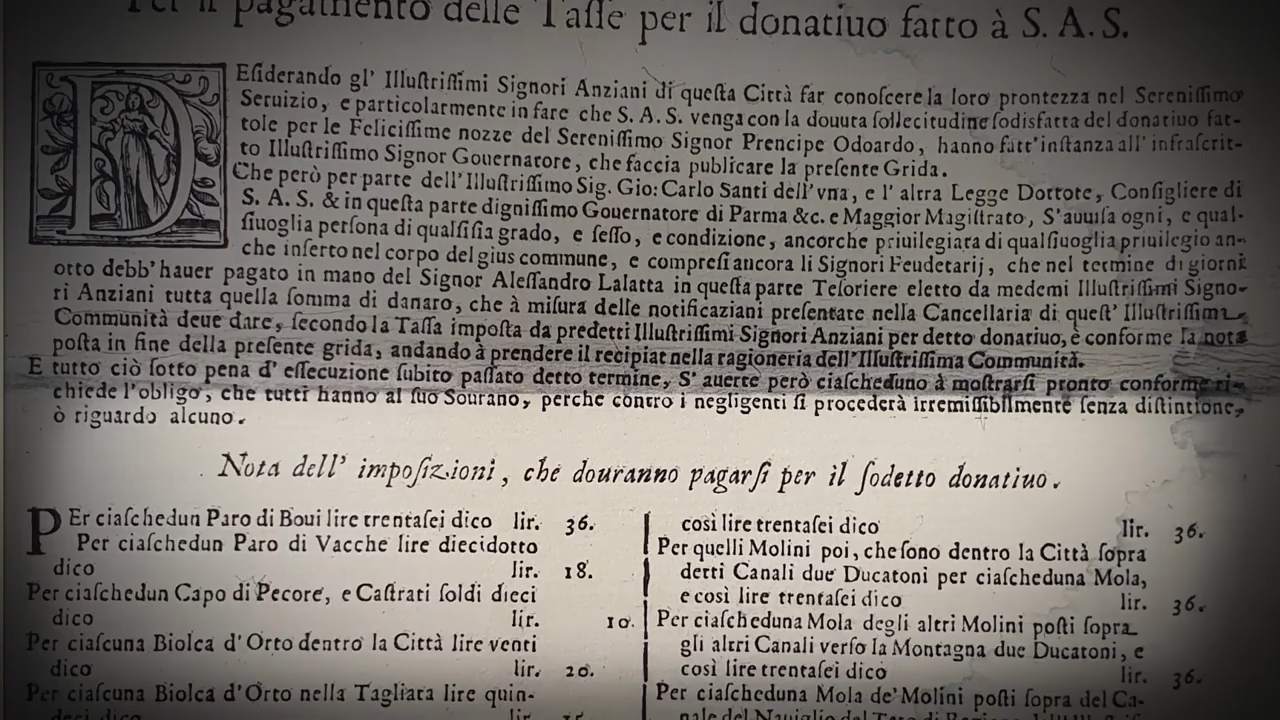 Per il pagamento delle Taſſe per il donatiuo fatto à S. A. S.
DEſiderando gl' Illuſtriſſimi Signori Anziani di queſta Città far conoſcere la loro prontezza nel Sereniſſimo
Seruizio, e particolarmente in fare che S. A. S. venga con la douuta ſollecitudine ſodisfatta del donatiuo fat-
tole per le Feliciſſime nozze del Sereniſſimo Signor Prencipe Odoardo, hanno fatt'inſtanza all' infraſcrit-
to Illuſtriſſimo Signor Gouernatore, che faccia publicare la preſente Grida.
Che però per parte dell'Illuſtriſſimo Sig. Gio: Carlo Santi dell'vna, e l' altra Legge Dottote, Conſigliere di
S. A. S. & in queſta parte digniſſimo Gouernatore di Parma &c. e Maggior Magiſtrato, S'auuiſa ogni, e qual-
ſiuoglia perſona di qualſiſia grado, e ſeſſo, e condizione, ancorche priuilegiata di qualſiuoglia priuilegio an-
che inſerto nel corpo del gius commune, e compreſi ancora li Signori Feudetarij, che nel termine di giorni
otto debb'hauer pagato in mano del Signor Aleſſandro Lalatta in queſta parte Teſoriere eletto da medemi Illuſtriſſimi Signo-
ri Anziani tutta quella ſomma di danaro, che à miſura delle notificaziani preſentate nella Cancellaria di queſt' Illuſtriſſima
Communità deue dare, ſecondo la Taſſa impoſta da predetti Illuſtriſſimi Signori Anziani per detto donatiuo, è conforme la nota
poſta in fine della preſente grida, andando à prendere il recipiat nella ragioneria dell'Illuſtriſſima Communità.
E tutto ciò ſotto pena d' eſſecuzione ſubito paſſato detto termine, S' auerte però ciaſcheduno à moſtrarſi pronto conforme ri-
chiede l'obligo, che tutti hanno al ſuo Sourano, perche contro i negligenti ſi procederà irremiſſibilmente ſenza diſtintione,
ò riguardo alcuno.
Nota dell' impoſizioni, che douranno pagarſi per il ſodetto donatiuo.
PEr ciaſchedun Paro di Boui lire trentaſei dico lir. 36.
Per ciaſchedun Paro di Vacche lire diecidotto
dico lir. 18.
Per ciaſchedun Capo di Pecore, e Caſtrati ſoldi dieci
dico lir. 10.
Per ciaſcuna Biolca d'Orto dentro la Città lire venti
dico lir. 20.
Per ciaſcuna Biolca d'Orto nella Tagliata lire quin-
deci dico lir. 15.
così lire trentaſei dico lir. 36.
Per quelli Molini poi, che ſono dentro la Città ſopra
detti Canali due Ducatoni per ciaſcheduna Mola,
e così lire trentaſei dico lir. 36.
Per ciaſcheduna Mola degli altri Molini poſti ſopra
gli altri Canali verſo la Montagna due Ducatoni, e
così lire trentaſei dico lir. 36.
Per ciaſcheduna Mola de' Molini poſti ſopra del Ca-
nale del Nauiglio del